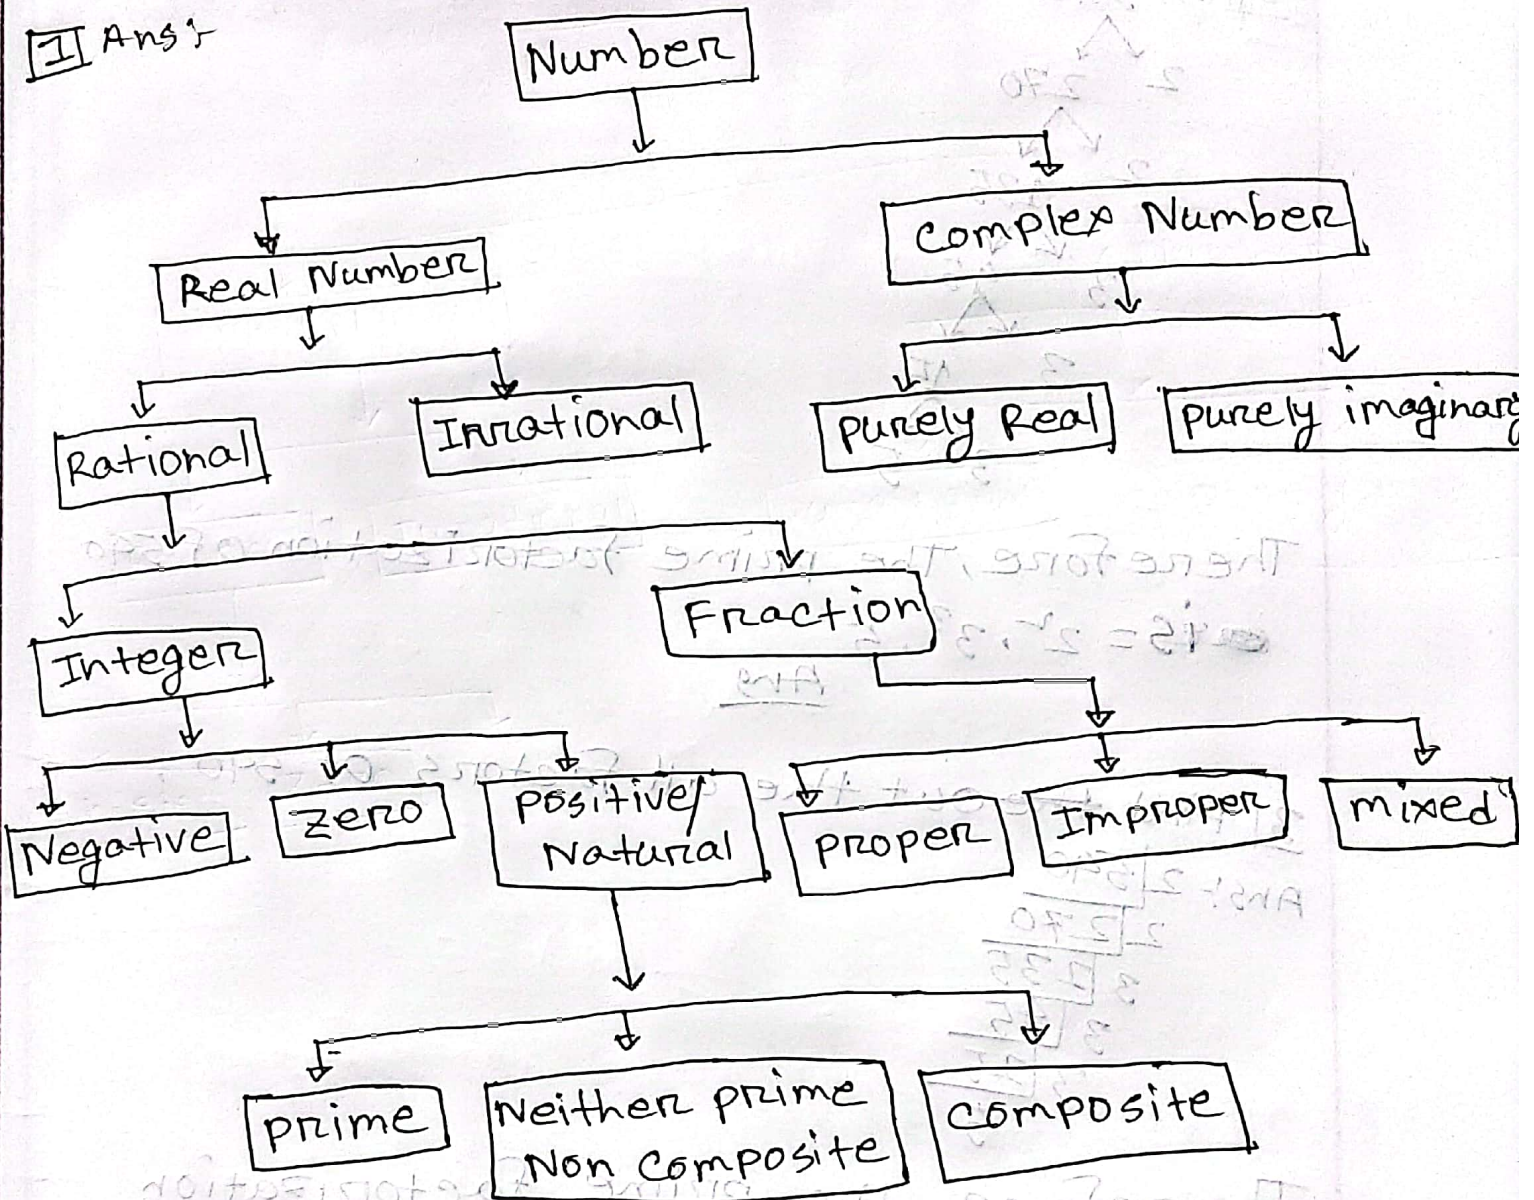 1 Ans:-
Number
Real Number
Complex Number
Rational
Irrational
Purely Real
Purely imaginary
Integer
Fraction
Negative
Zero
Positive/
Natural
Proper
Improper
mixed
Prime
Neither prime
Non Composite
Composite